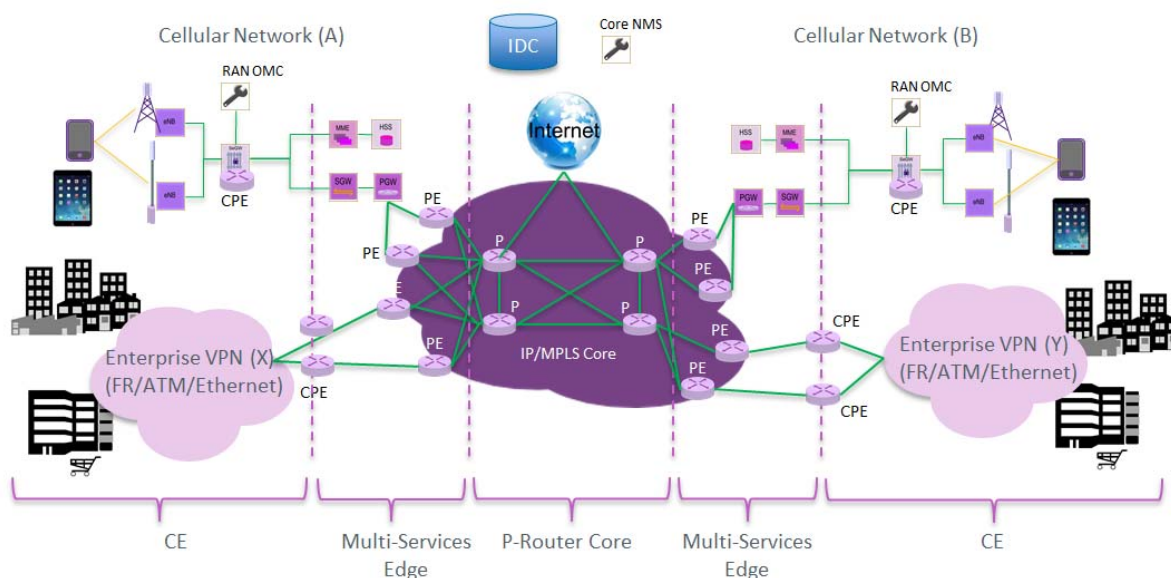 Cellular Network (A)
IDC
Core NMS
Cellular Network (B)
RAN OMC
RAN OMC
Internet
eNB
SeGW
MME
HSS
HSS
MME
SeGW
eNB
eNB
CPE
SGW
PGW
PE
PE
PGW
SGW
CPE
eNB
PE
P
P
PE
E
P
P
PE
PE
CPE
Enterprise VPN (X)
(FR/ATM/Ethernet)
IP/MPLS Core
PE
Enterprise VPN (Y)
(FR/ATM/Ethernet)
CPE
CPE
CE
Multi-Services
Edge
P-Router Core
Multi-Services
Edge
CE